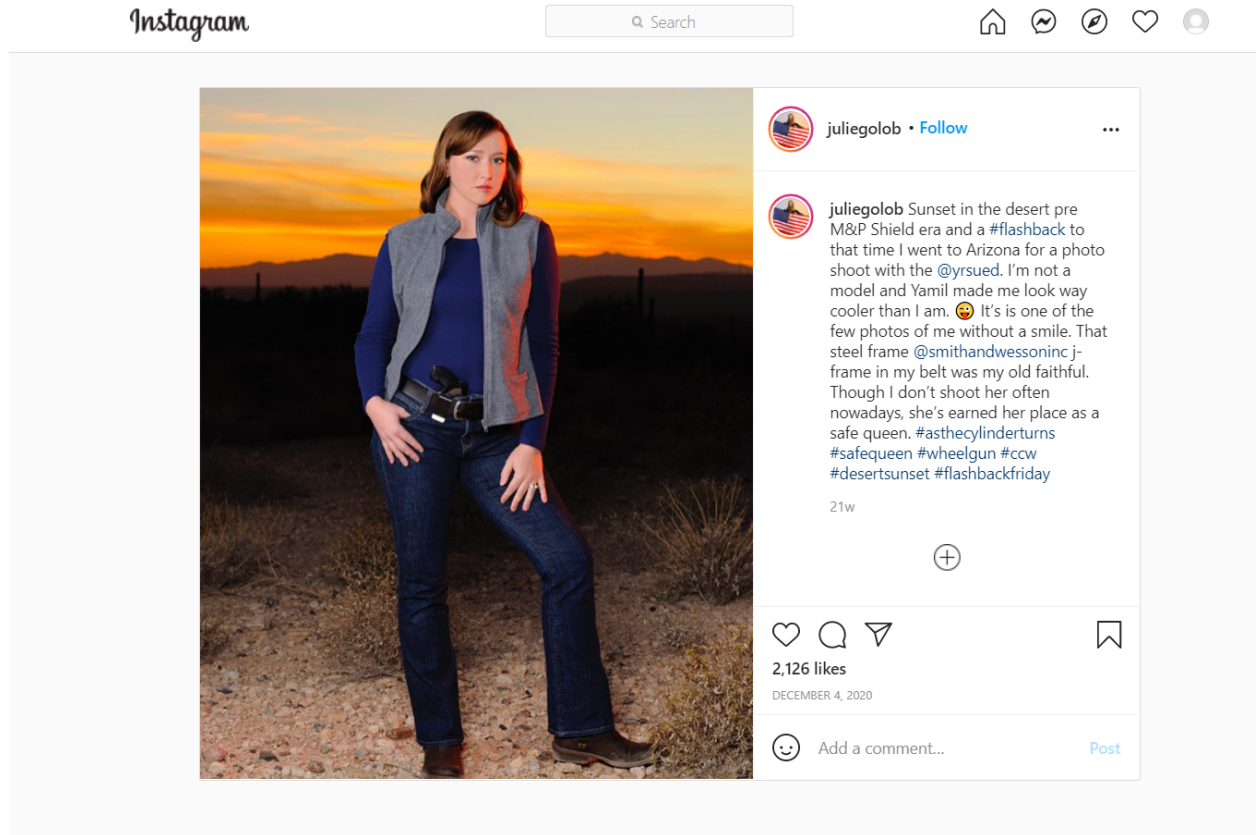 Instagram
Search
juliegolob • Follow
juliegolob Sunset in the desert pre
M&P Shield era and a #flashback to
that time I went to Arizona for a photo
shoot with the @yrsued. I'm not a
model and Yamil made me look way
cooler than I am. 😜 It's is one of the
few photos of me without a smile. That
steel frame @smithandwessoninc j-
frame in my belt was my old faithful.
Though I don't shoot her often
nowadays, she's earned her place as a
safe queen. #asthecylinderturns
#safequeen #wheelgun #ccw
#desertsunset #flashbackfriday
21w
2,126 likes
DECEMBER 4, 2020
Add a comment... Post